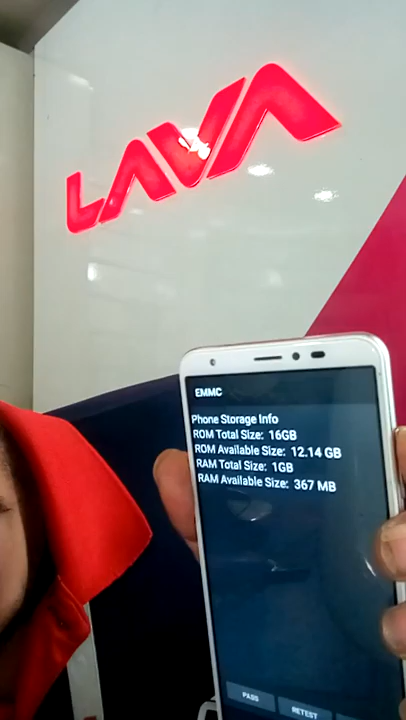 LAVA
EMMC
Phone Storage Info
ROM Total Size: 16GB
ROM Available Size: 12.14 GB
RAM Total Size: 1GB
RAM Available Size: 367 MB
PASS
RETEST